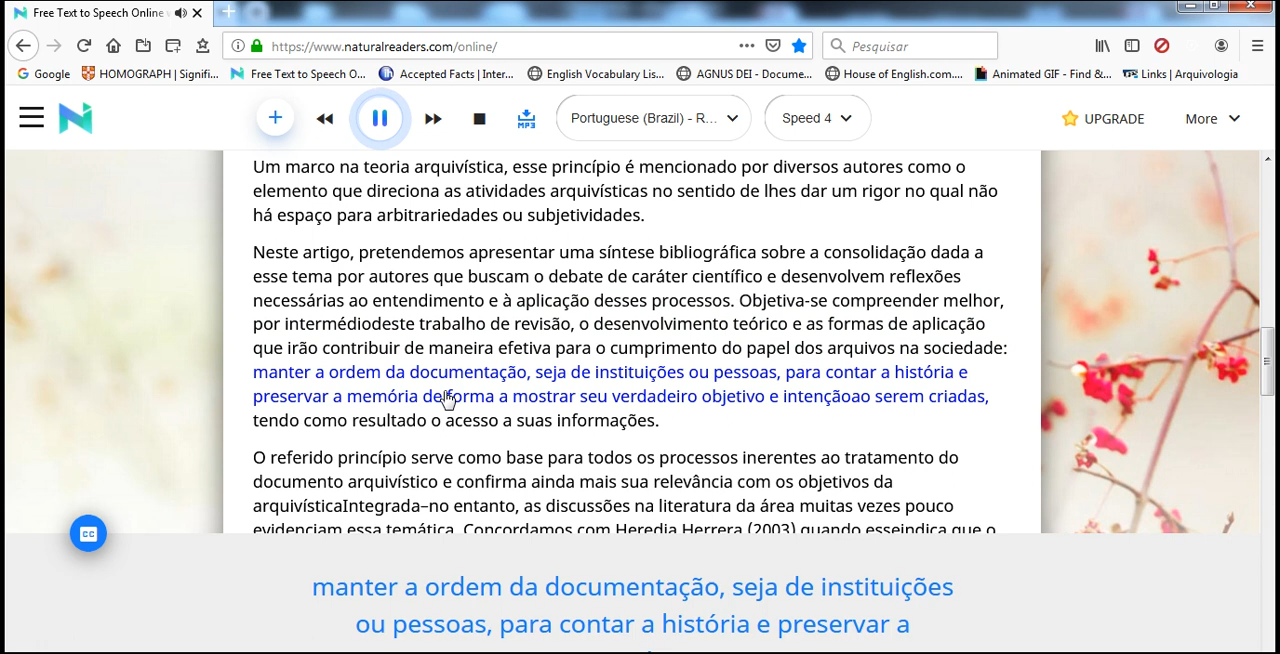 Free Text to Speech Online
https://www.naturalreaders.com/online/
Pesquisar
Google
HOMOGRAPH | Signifi...
Free Text to Speech O...
Accepted Facts | Inter...
English Vocabulary Lis...
AGNUS DEI - Docume...
House of English.com....
Animated GIF - Find &...
Links | Arquivologia
MP3
Portuguese (Brazil) - R...
Speed 4
UPGRADE
More
Um marco na teoria arquivística, esse princípio é mencionado por diversos autores como o
elemento que direciona as atividades arquivísticas no sentido de lhes dar um rigor no qual não
há espaço para arbitrariedades ou subjetividades.
Neste artigo, pretendemos apresentar uma síntese bibliográfica sobre a consolidação dada a
esse tema por autores que buscam o debate de caráter científico e desenvolvem reflexões
necessárias ao entendimento e à aplicação desses processos. Objetiva-se compreender melhor,
por intermédiodeste trabalho de revisão, o desenvolvimento teórico e as formas de aplicação
que irão contribuir de maneira efetiva para o cumprimento do papel dos arquivos na sociedade:
manter a ordem da documentação, seja de instituições ou pessoas, para contar a história e
preservar a memória deforma a mostrar seu verdadeiro objetivo e intençãoao serem criadas,
tendo como resultado o acesso a suas informações.
O referido princípio serve como base para todos os processos inerentes ao tratamento do
documento arquivístico e confirma ainda mais sua relevância com os objetivos da
arquivísticaIntegrada–no entanto, as discussões na literatura da área muitas vezes pouco
evidenciam essa temática. Concordamos com Heredia Herrera (2003) quando esseindica que o
CC
manter a ordem da documentação, seja de instituições
ou pessoas, para contar a história e preservar a